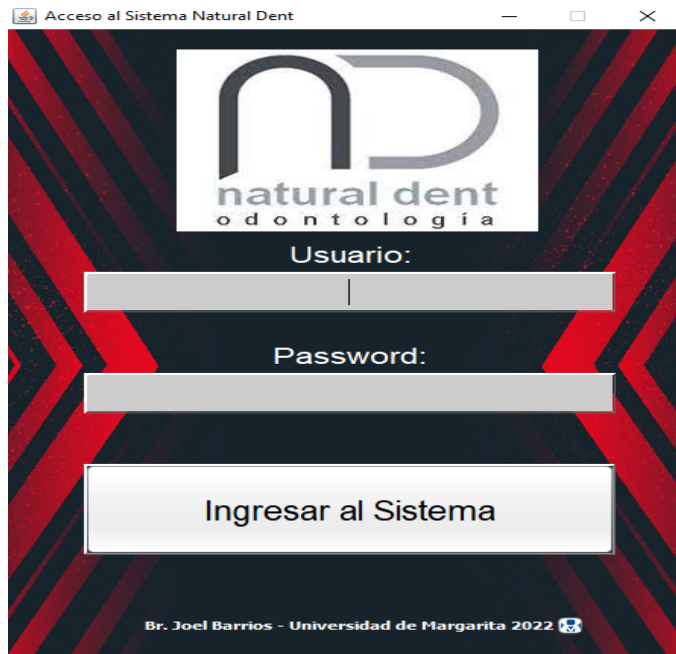 Acceso al Sistema Natural Dent
natural dent
odontología
Usuario:
Password:
Ingresar al Sistema
Br. Joel Barrios - Universidad de Margarita 2022